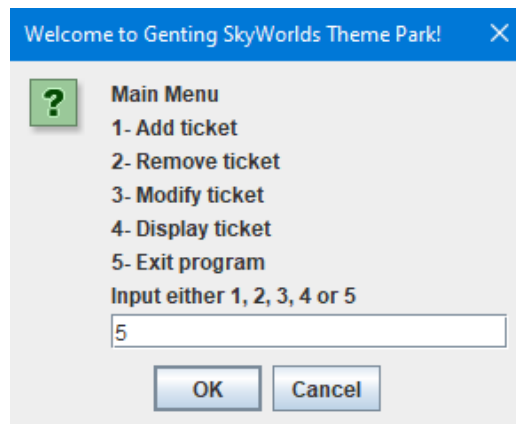 Welcome to Genting SkyWorlds Theme Park!
?
Main Menu
1- Add ticket
2- Remove ticket
3- Modify ticket
4- Display ticket
5- Exit program
Input either 1, 2, 3, 4 or 5
5
OK Cancel